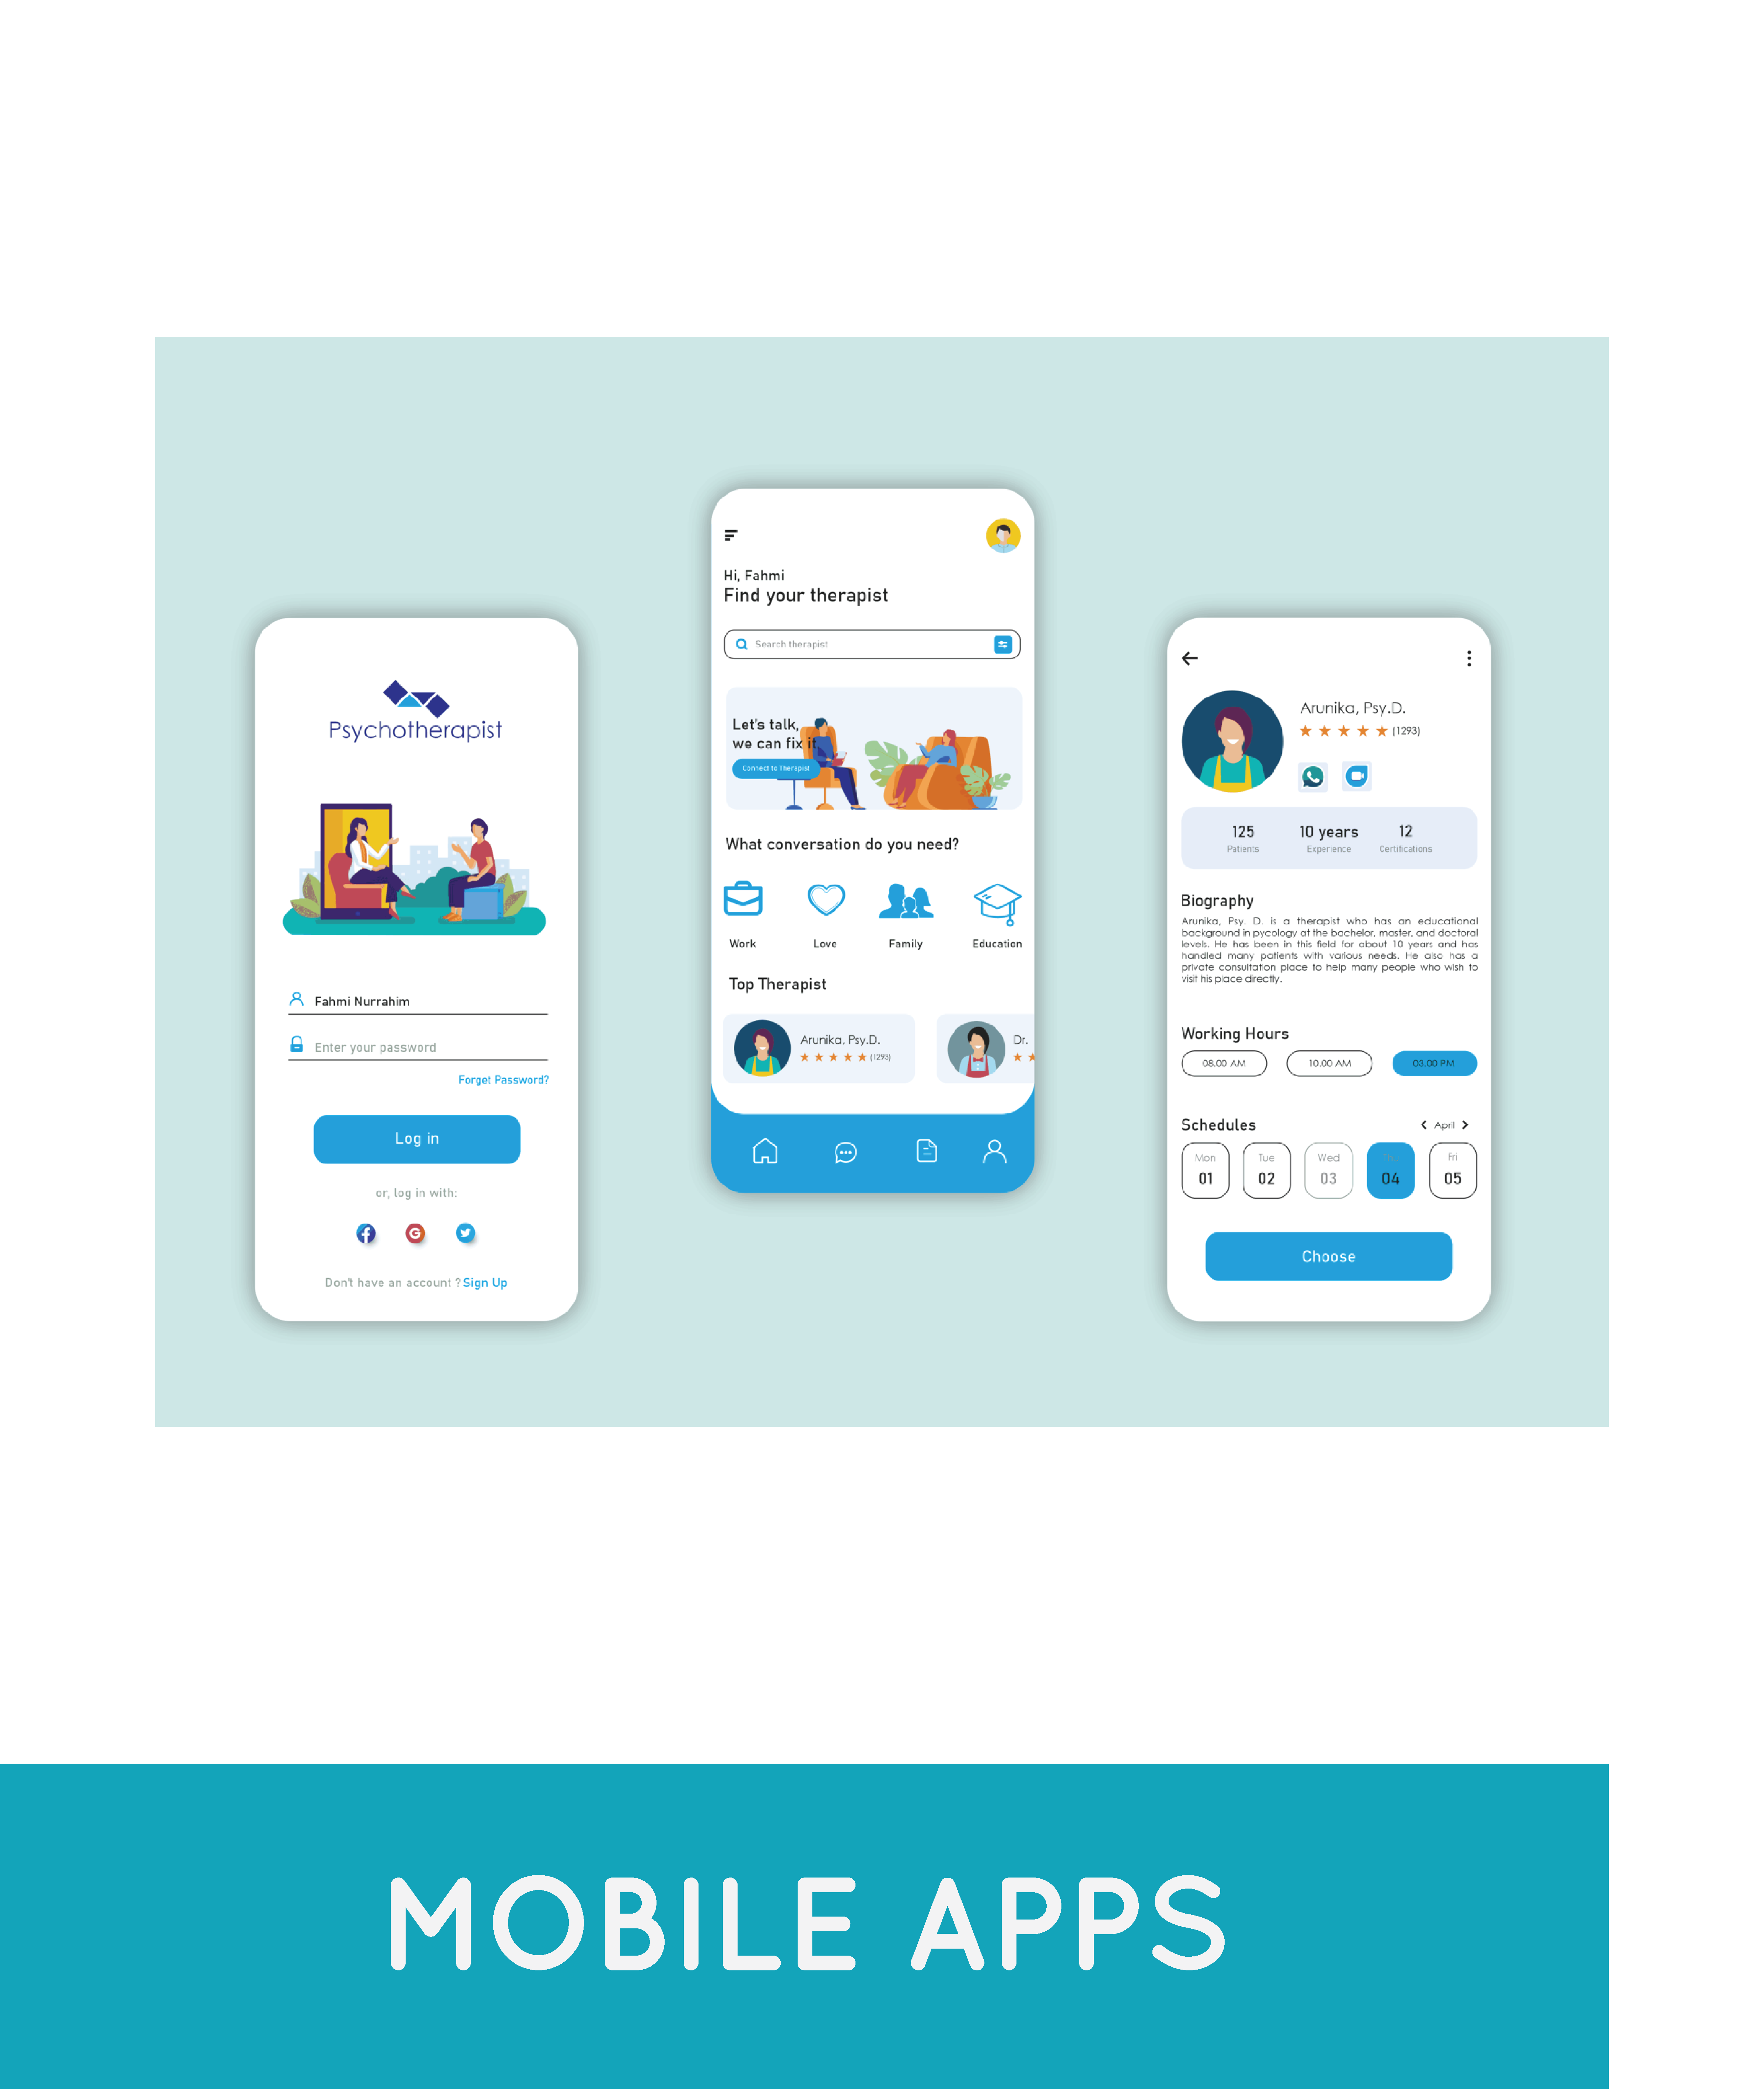 Psychotherapist
Fahmi Nurrahim
Enter your password
Forget Password?
Log in
or, log in with:
Don't have an account ? Sign Up
Hi, Fahmi
Find your therapist
Search therapist
Let's talk,
we can fix it
Connect to Therapist
What conversation do you need?
Work Love Family Education
Top Therapist
Arunika, Psy.D.
(1293)
Dr.
Arunika, Psy.D.
(1293)
125 10 years 12
Patients Experience Certifications
Biography
Arunika, Psy. D. is a therapist who has an educational
background in pycology at the bachelor, master, and doctoral
levels. He has been in this field for about 10 years and has
handled many patients with various needs. He also has a
private consultation place to help many people who wish to
visit his place directly.
Working Hours
08.00 AM 10.00 AM 03.00 PM
Schedules April
Mon Tue Wed Fri
01 02 03 04 05
Choose
MOBILE APPS